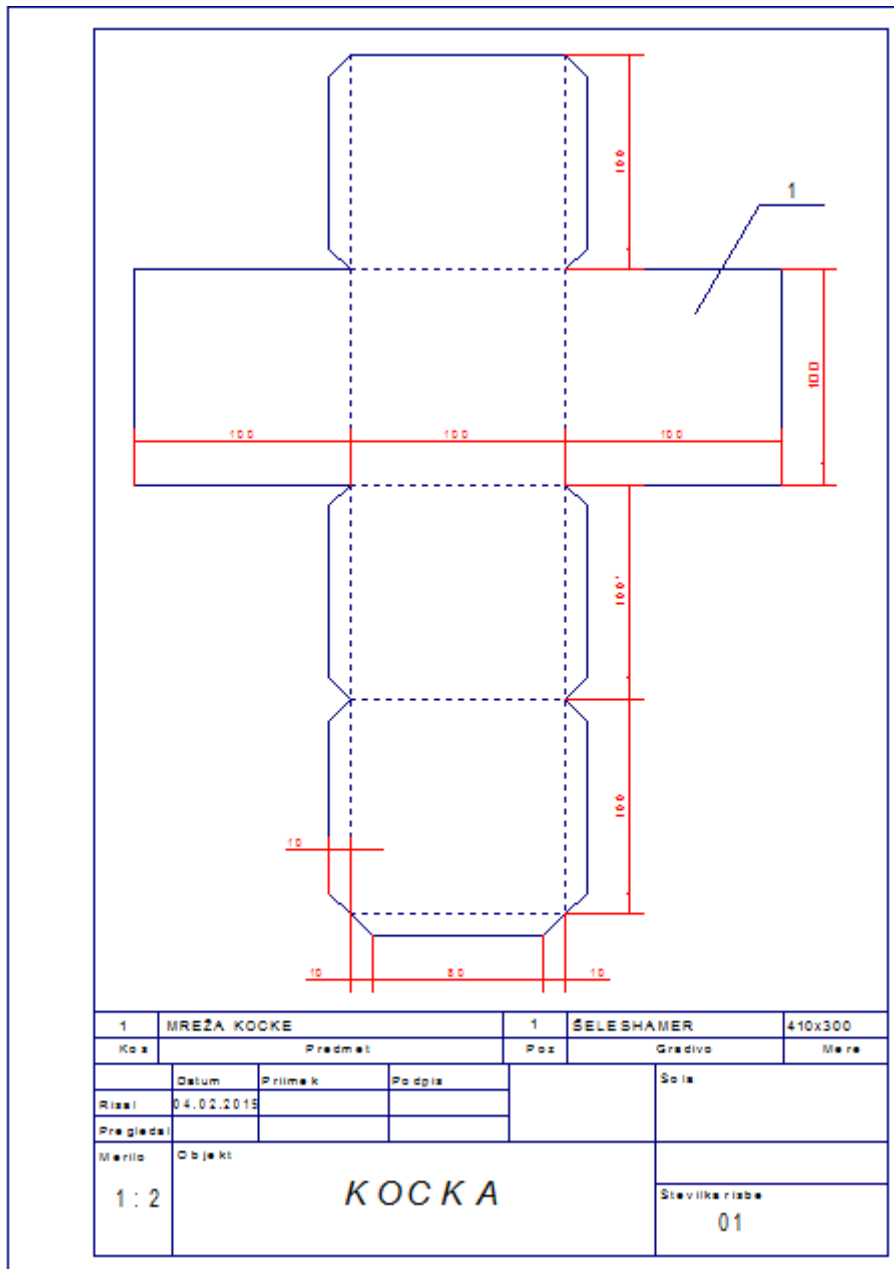 100
1
100
100 100 100
100
100
10
10 80 10
1 MREŽA KOCKE 1 ŠELESHAMER 410x300
Kos Predmet Poz Gradivo Mere
Datum Priimek Podpis Šola
Risal 04.02.2015
Pregledal
Merilo Objekt
1:2 KOCKA
Številka risbe
01